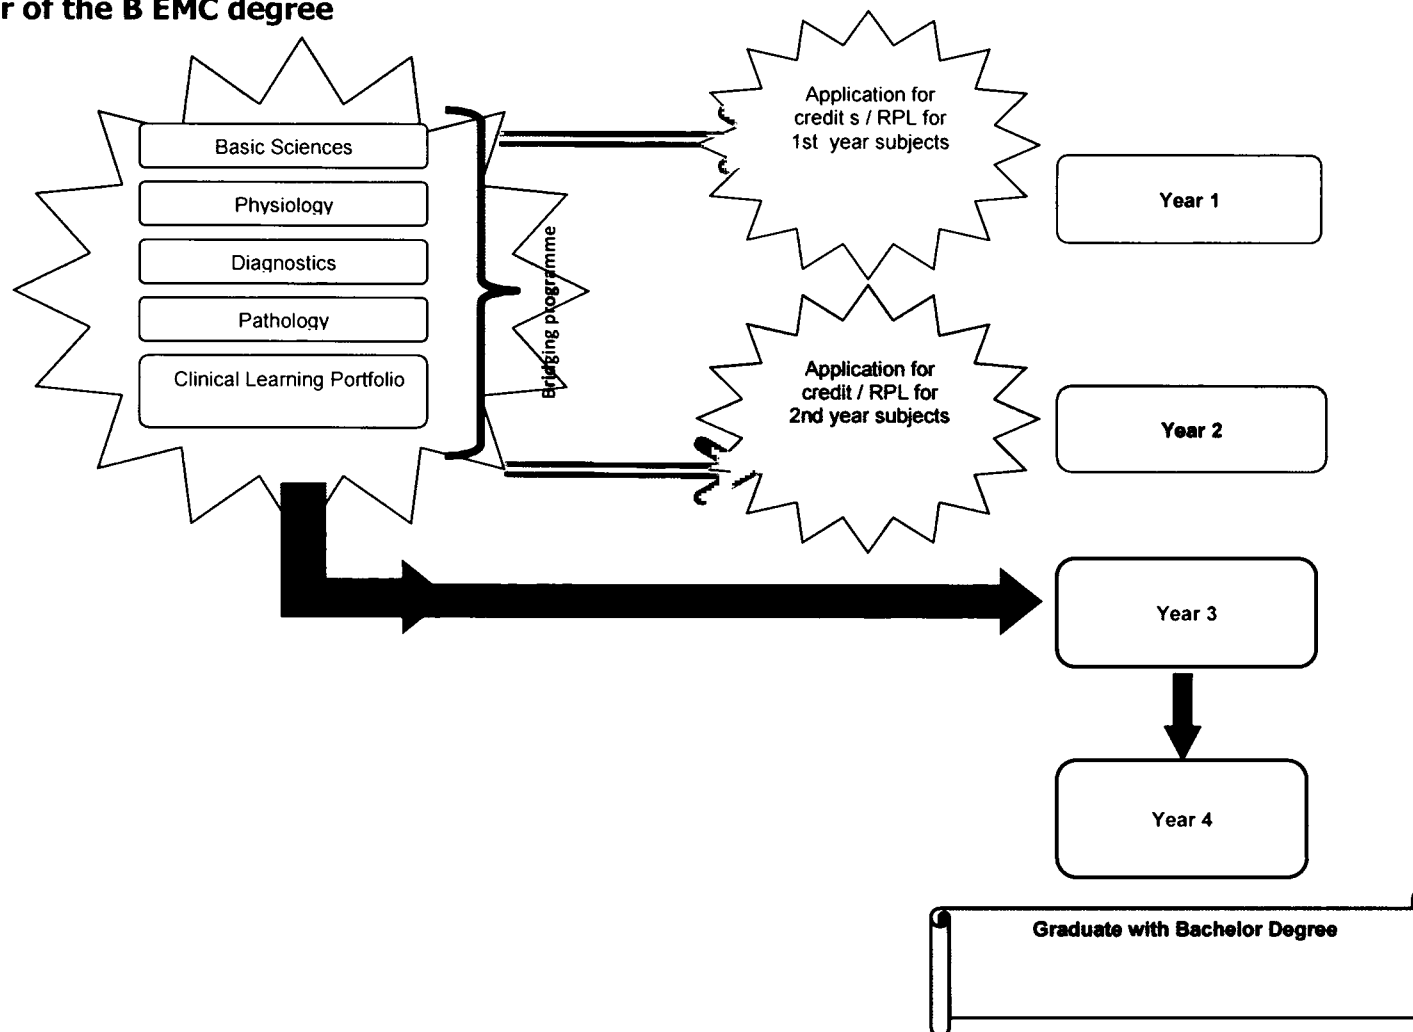 r of the B EMC degree
Basic Sciences
Physiology
Diagnostics
Pathology
Clinical Learning Portfolio
Bridging programme
Application for
credit s / RPL for
1st year subjects
Application for
credit / RPL for
2nd year subjects
Year 1
Year 2
Year 3
Year 4
Graduate with Bachelor Degree